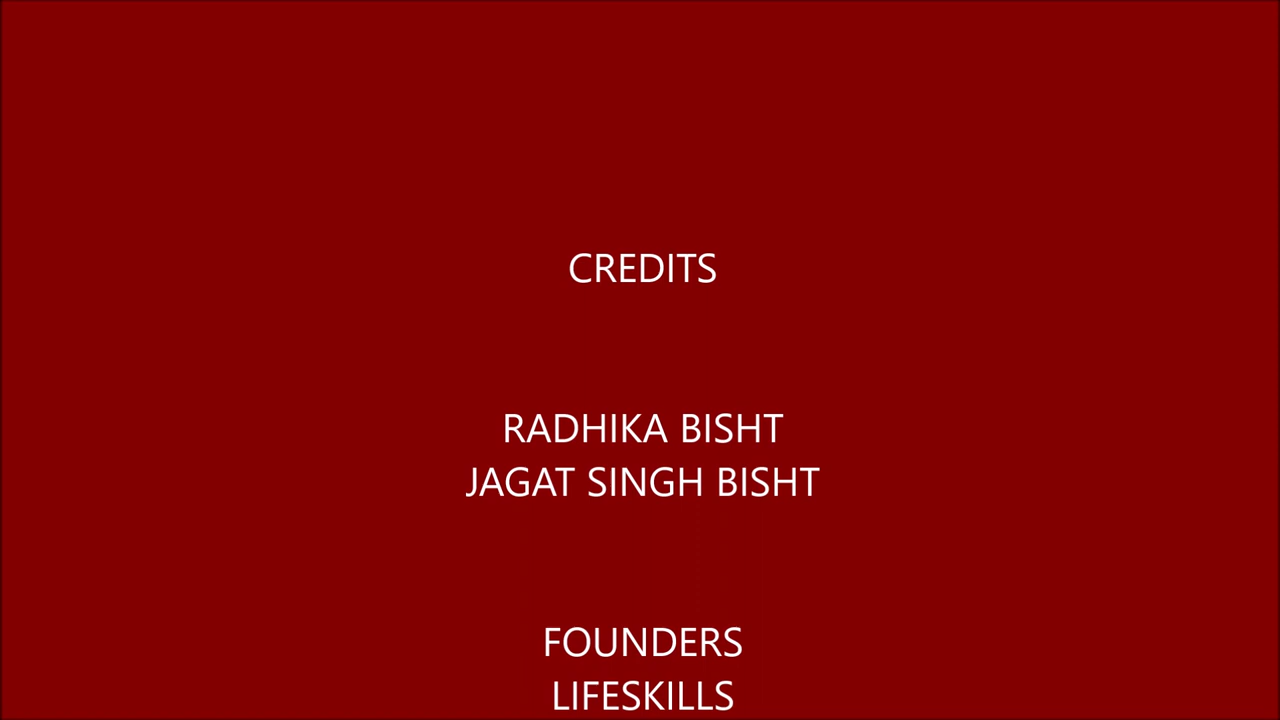 CREDITS
RADHIKA BISHT
JAGAT SINGH BISHT
FOUNDERS
LIFESKILLS